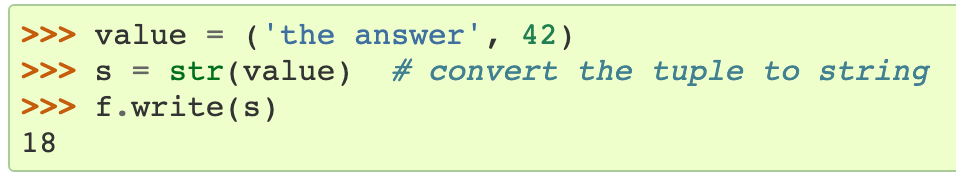 >>> value = ('the answer', 42)
>>> s = str(value)  # convert the tuple to string
>>> f.write(s)
18